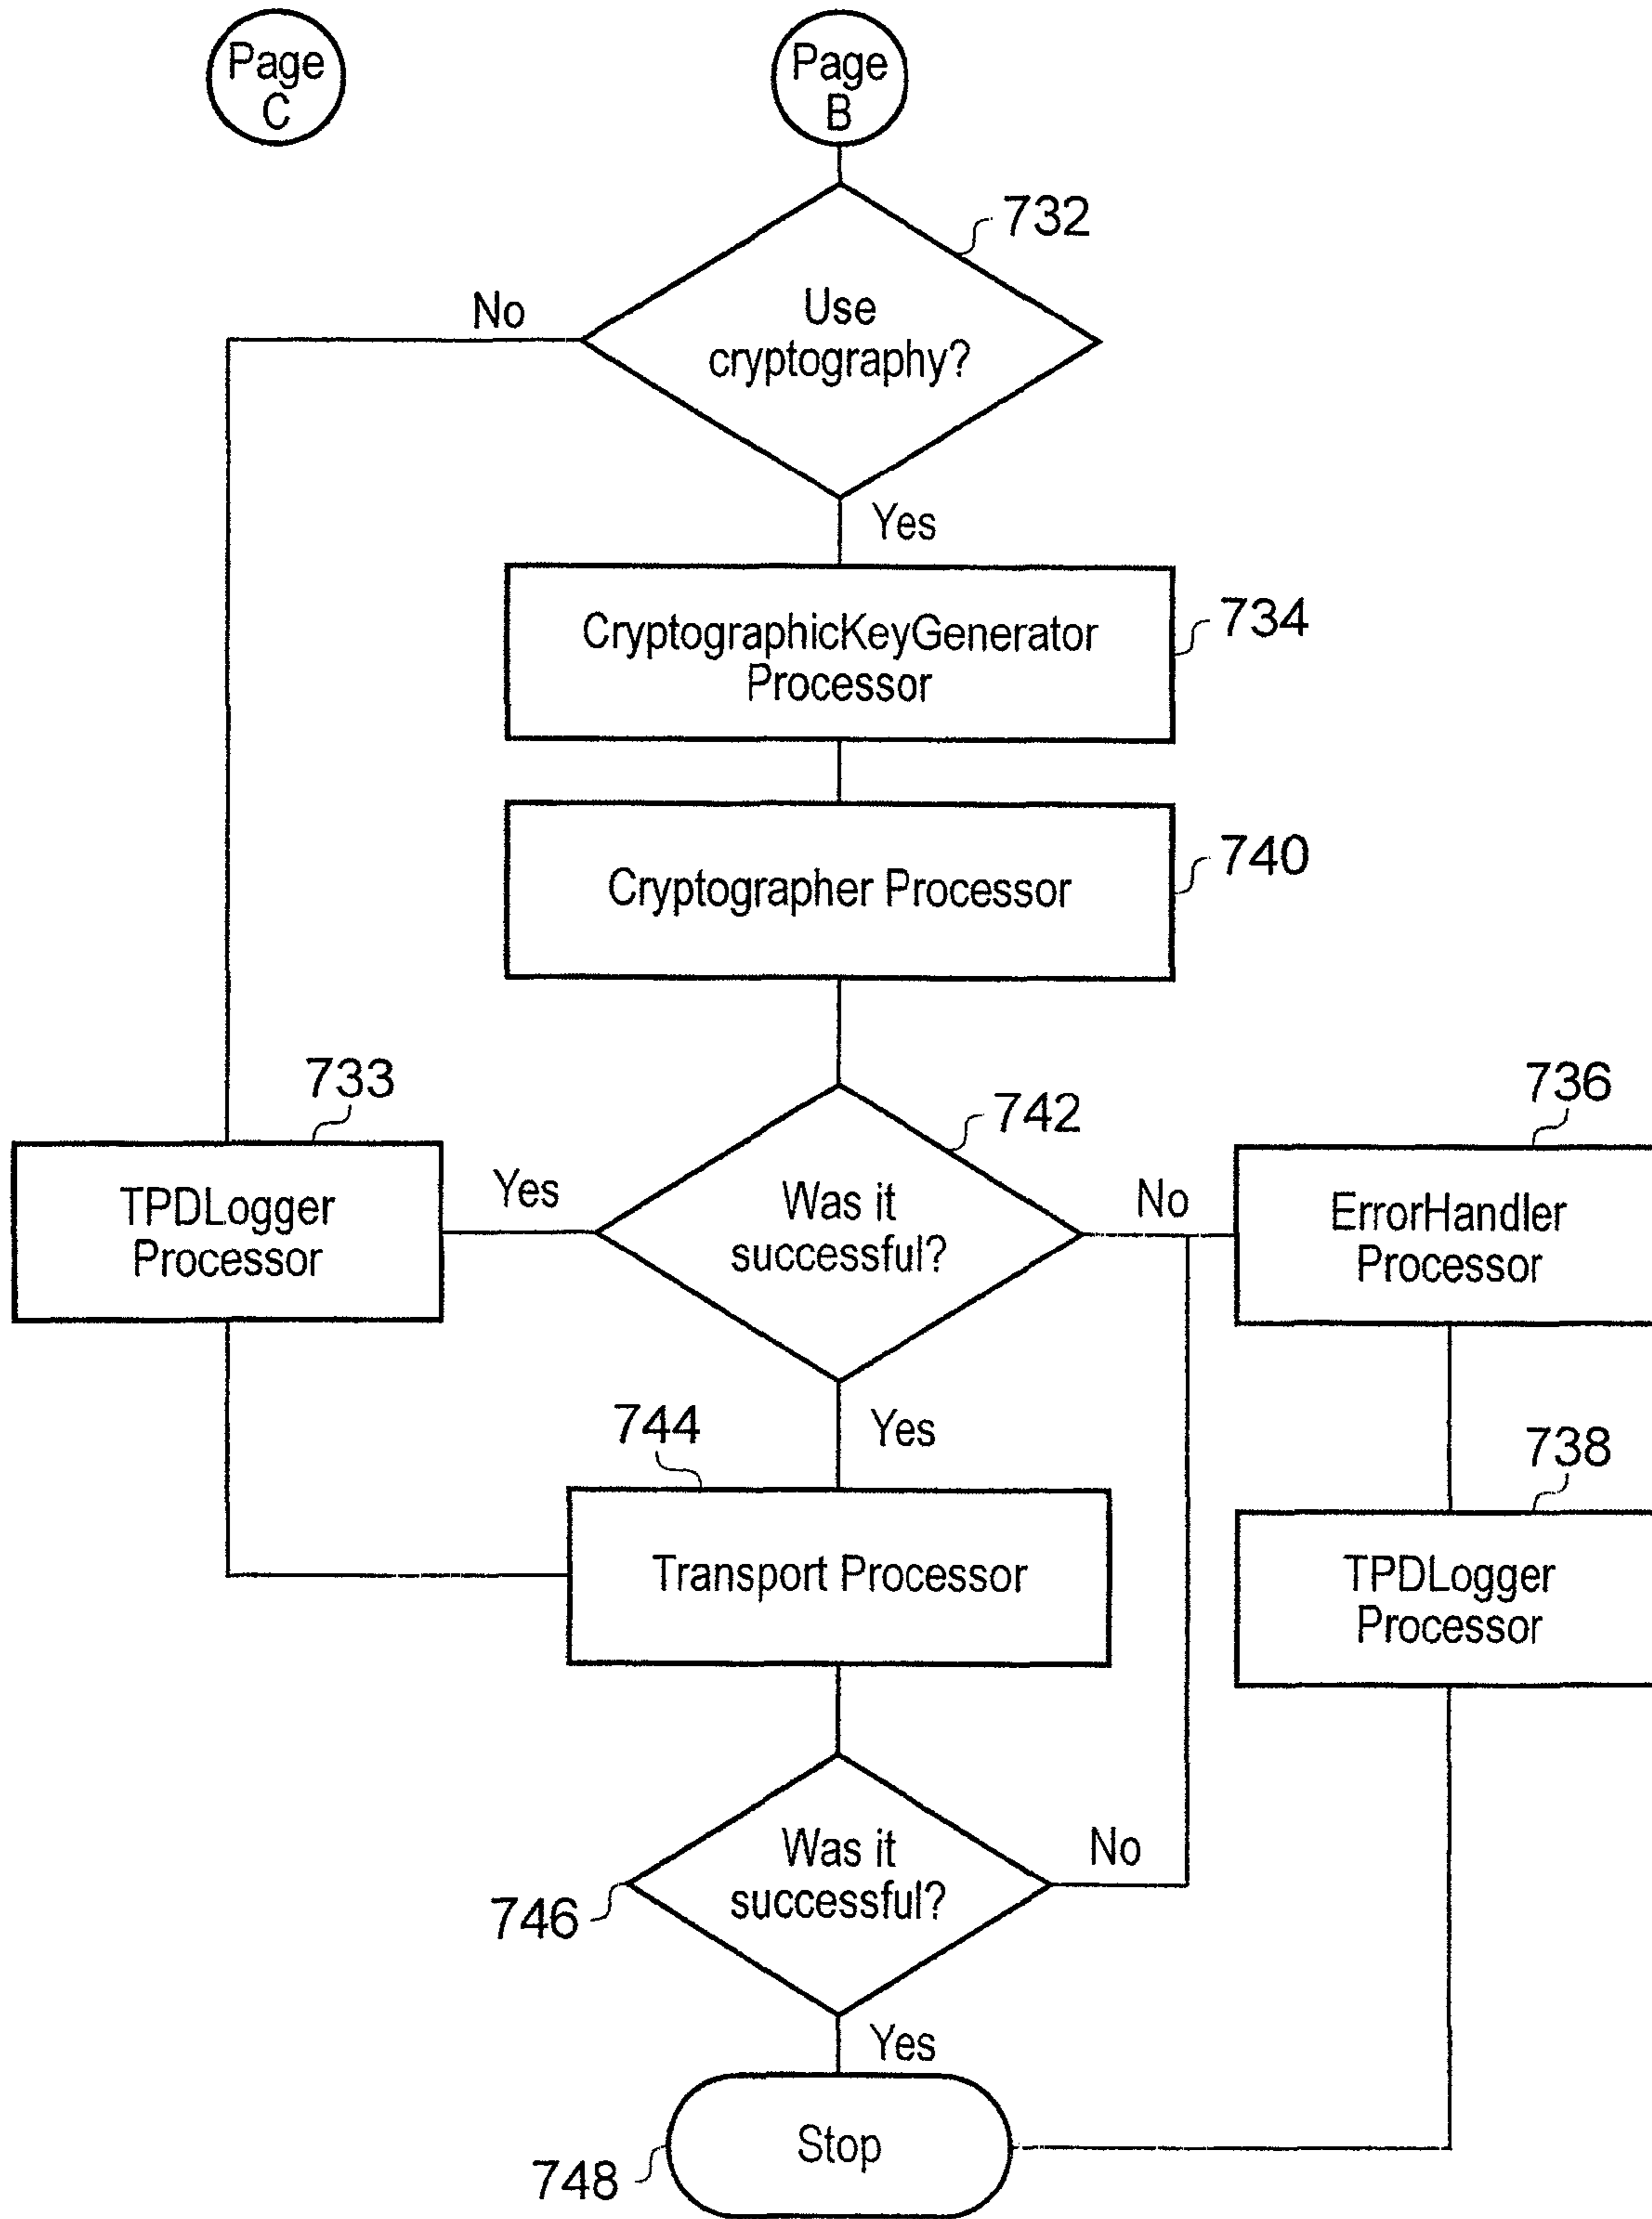 Page
C
Page
B
732
No
Use
cryptography?
Yes
CryptographicKeyGenerator
Processor
734
Cryptographer Processor
740
733
742
736
TPDLogger
Processor
Yes
Was it
successful?
No
ErrorHandler
Processor
744
Yes
738
Transport Processor
TPDLogger
Processor
Was it
successful?
No
746
Yes
Stop
748